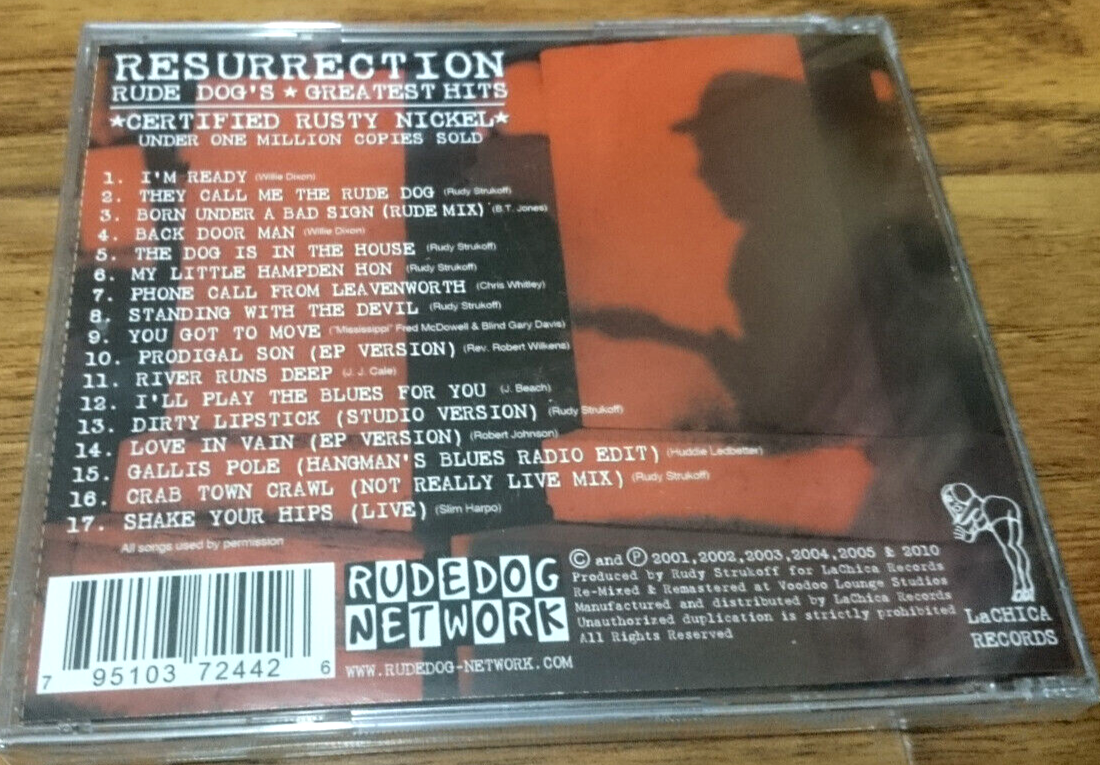 RESURRECTION
RUDE DOG'S ★ GREATEST HITS
★CERTIFIED RUSTY NICKEL★
UNDER ONE MILLION COPIES SOLD
1. I'M READY (Willie Dixon)
2. THEY CALL ME THE RUDE DOG (Rudy Strukoff)
3. BORN UNDER A BAD SIGN (RUDE MIX) (B.T. Jones)
4. BACK DOOR MAN (Willie Dixon)
5. THE DOG IS IN THE HOUSE (Rudy Strukoff)
6. MY LITTLE HAMPDEN HON (Rudy Strukoff)
7. PHONE CALL FROM LEAVENWORTH (Chris Whitley)
8. STANDING WITH THE DEVIL (Rudy Strukoff)
9. YOU GOT TO MOVE ("Mississippi" Fred McDowell & Blind Gary Davis)
10. PRODIGAL SON (EP VERSION) (Rev. Robert Wilkens)
11. RIVER RUNS DEEP (J. J. Cale)
12. I'LL PLAY THE BLUES FOR YOU (J. Beach)
13. DIRTY LIPSTICK (STUDIO VERSION) (Rudy Strukoff)
14. LOVE IN VAIN (EP VERSION) (Robert Johnson)
15. GALLIS POLE (HANGMAN'S BLUES RADIO EDIT) (Huddie Ledbetter)
16. CRAB TOWN CRAWL (NOT REALLY LIVE MIX) (Rudy Strukoff)
17. SHAKE YOUR HIPS (LIVE) (Slim Harpo)
All songs used by permission
7 95103 72442 6
RUDEDOG
NETWORK
WWW.RUDEDOG-NETWORK.COM
© and ℗ 2001,2002,2003,2004,2005 & 2010
Produced by Rudy Strukoff for LaChica Records
Re-Mixed & Remastered at Voodoo Lounge Studios
Manufactured and distributed by LaChica Records
Unauthorized duplication is strictly prohibited
All Rights Reserved
LaCHICA
RECORDS